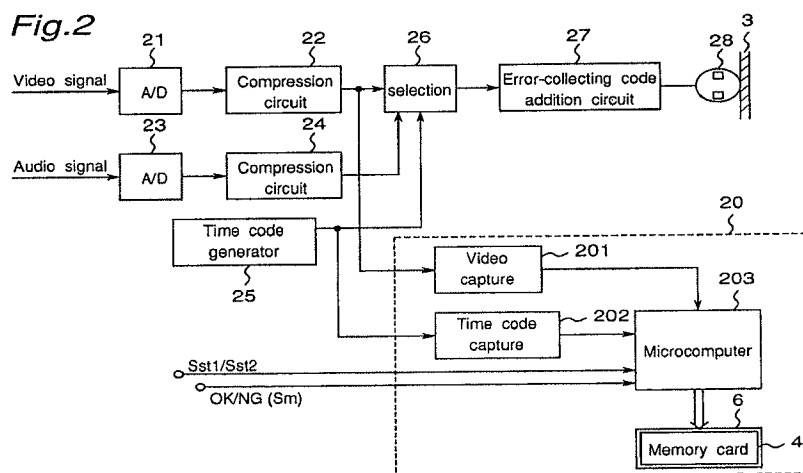 Fig.2
21
22
26
27
28
3
Video signal
A/D
Compression
circuit
selection
Error-collecting code
addition circuit
23
24
Audio signal
A/D
Compression
circuit
20
Time code
generator
25
Video
capture
201
203
Time code
capture
202
Microcomputer
Sst1/Sst2
OK/NG (Sm)
6
Memory card
4